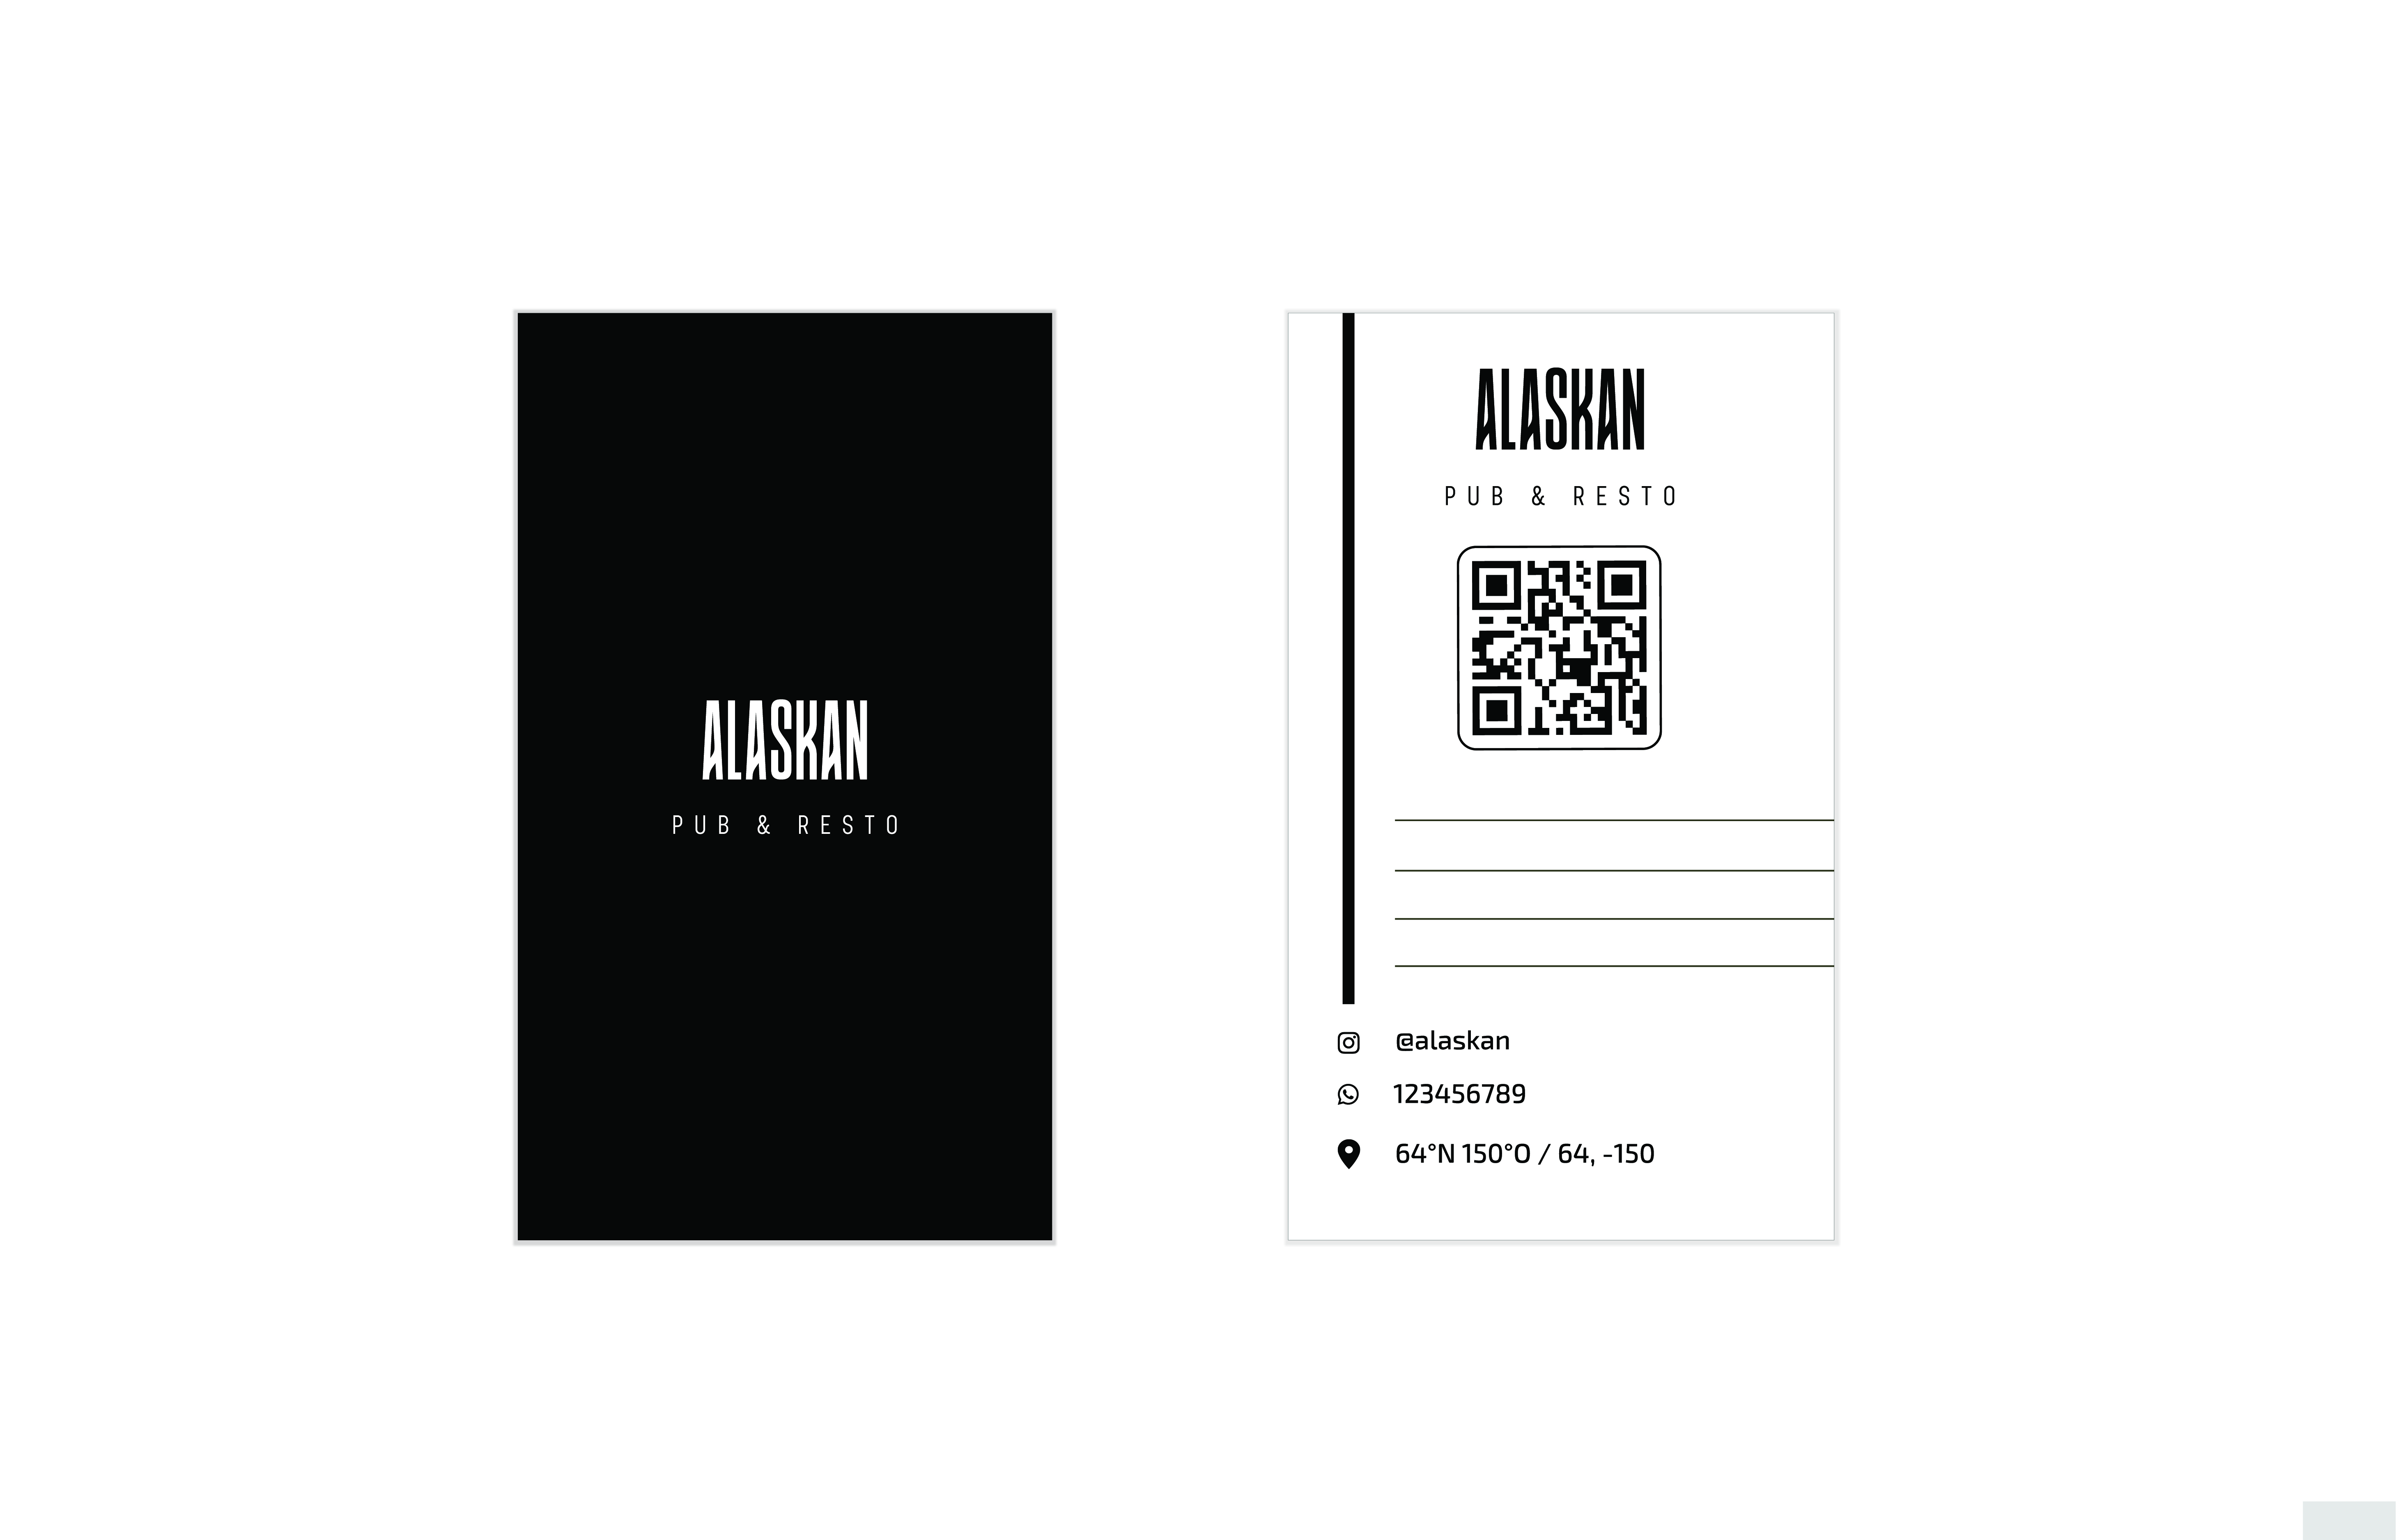 ALASKAN
PUB & RESTO
ALASKAN
PUB & RESTO
@alaskan
123456789
64°N 150°O / 64, -150